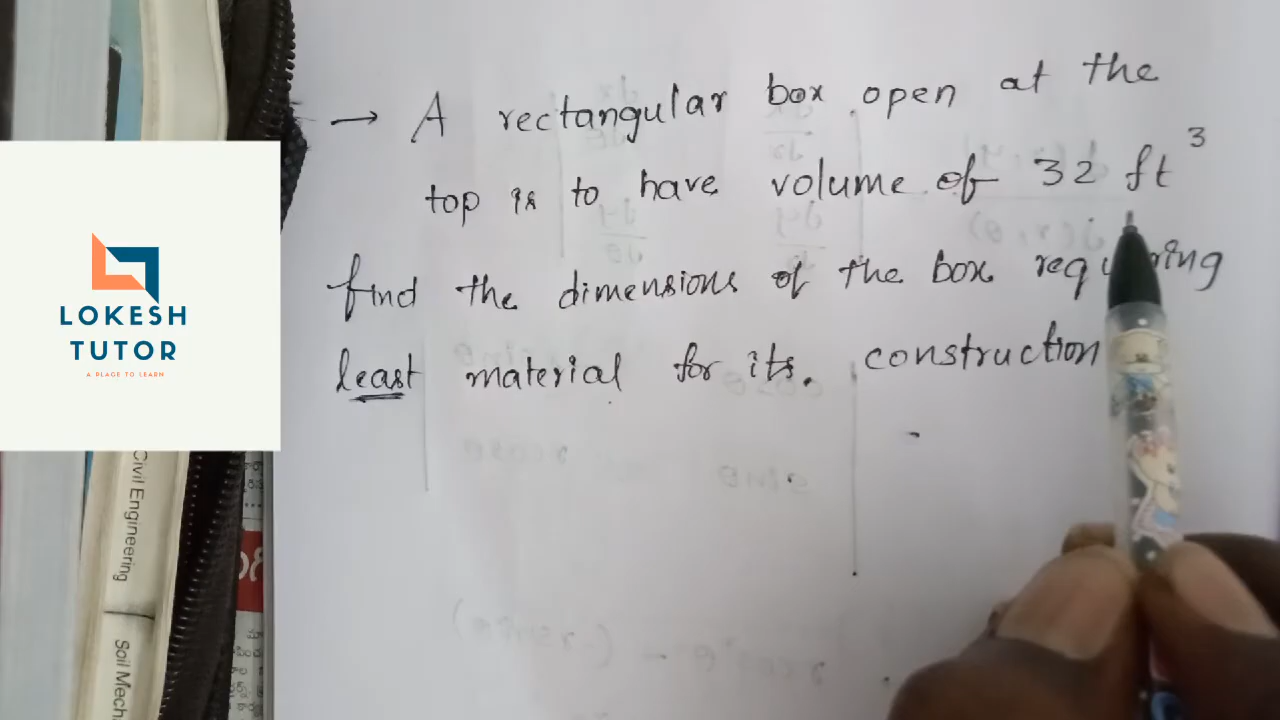 → A rectangular box open at the
top is to have volume of 32 ft³
find the dimensions of the box requiring
least material for its. construction
LOKESH
TUTOR
A PLACE TO LEARN
Civil Engineering
Soil Mech